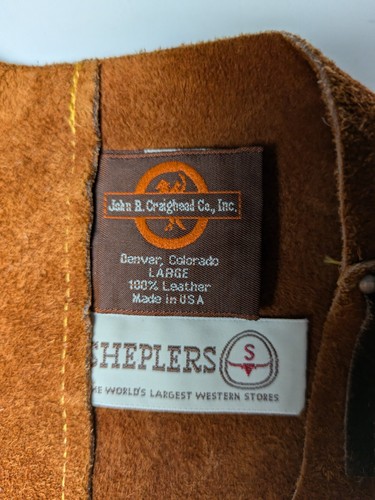 John R. Craighead Co., Inc.
Denver, Colorado
LARGE
100% Leather
Made in USA
SHEPLERS S
THE WORLD'S LARGEST WESTERN STORES